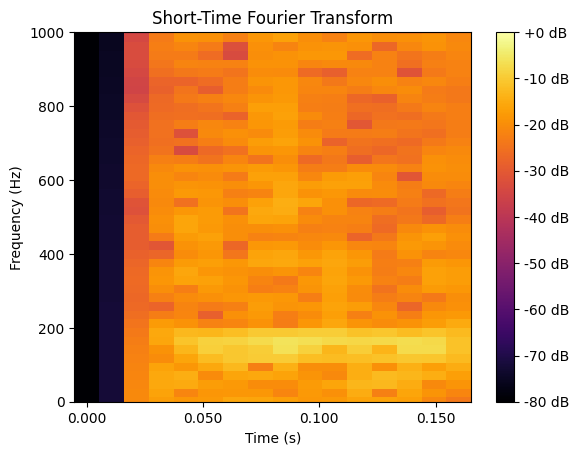 Short-Time Fourier Transform
1000
800
600
400
200
0
Frequency (Hz)
0.000
0.050
0.100
0.150
Time (s)
+0 dB
-10 dB
-20 dB
-30 dB
-40 dB
-50 dB
-60 dB
-70 dB
-80 dB